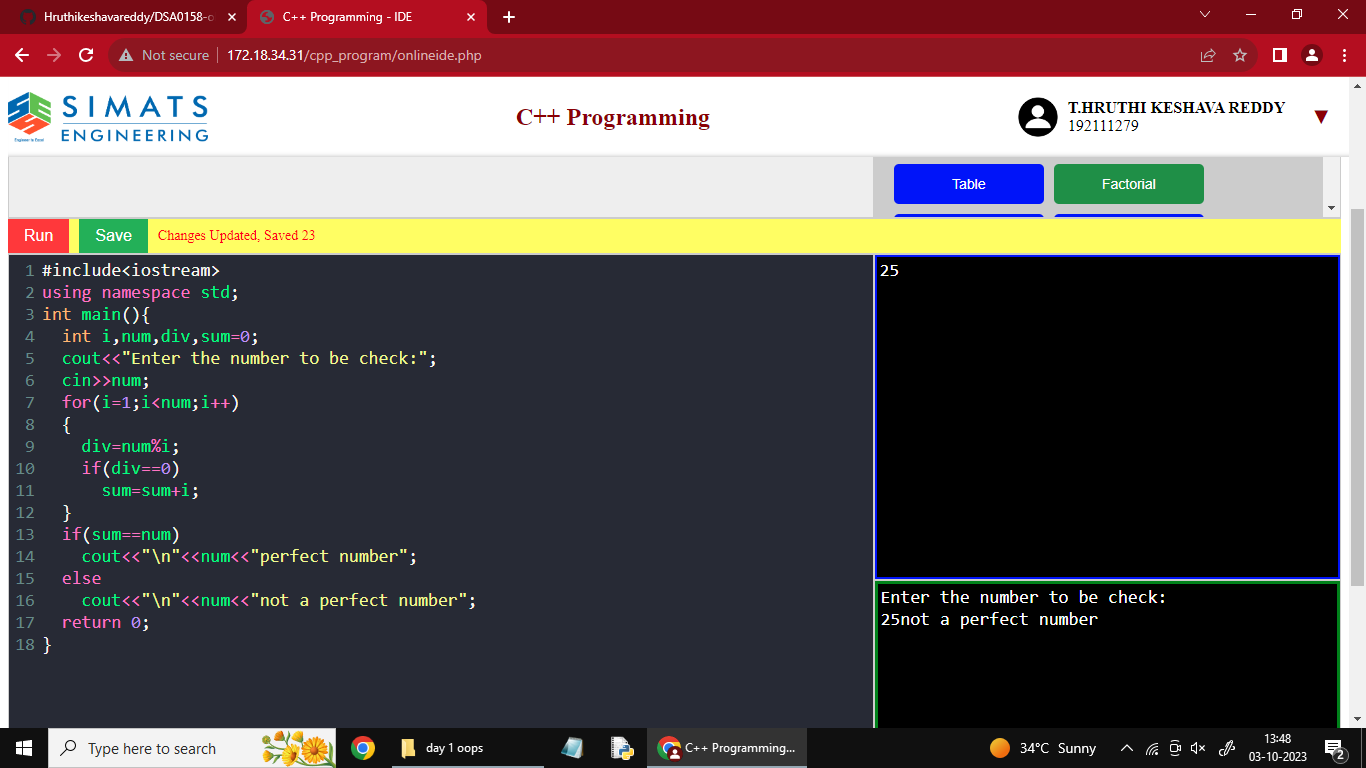 Hruthikeshavareddy/DSA0158-o
C++ Programming - IDE
Not secure
172.18.34.31/cpp_program/onlineide.php
SIMATS
ENGINEERING
Engineer to Excel
C++ Programming
T.HRUTHI KESHAVA REDDY
192111279
Table
Factorial
Run
Save
Changes Updated, Saved 23
1 #include<iostream>
2 using namespace std;
3 int main(){
4 int i,num,div,sum=0;
5 cout<<"Enter the number to be check:";
6 cin>>num;
7 for(i=1;i<num;i++)
8 {
9 div=num%i;
10 if(div==0)
11 sum=sum+i;
12 }
13 if(sum==num)
14 cout<<"\n"<<num<<"perfect number";
15 else
16 cout<<"\n"<<num<<"not a perfect number";
17 return 0;
18 }
25
Enter the number to be check:
25not a perfect number
Type here to search
day 1 oops
C++ Programming...
34°C Sunny
13:48
03-10-2023
2